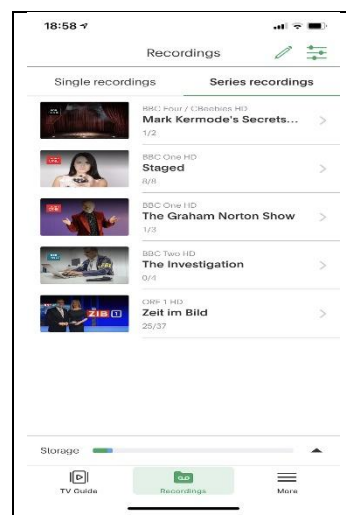 18:58
Recordings
Single recordings
Series recordings
BBC Four / CBeebies HD
Mark Kermode's Secrets...
1/2
BBC One HD
Staged
8/8
BBC One HD
The Graham Norton Show
1/3
BBC Two HD
The Investigation
0/4
ORF 1 HD
Zeit im Bild
25/37
ZIB 1
Storage
TV Guide
Recordings
More